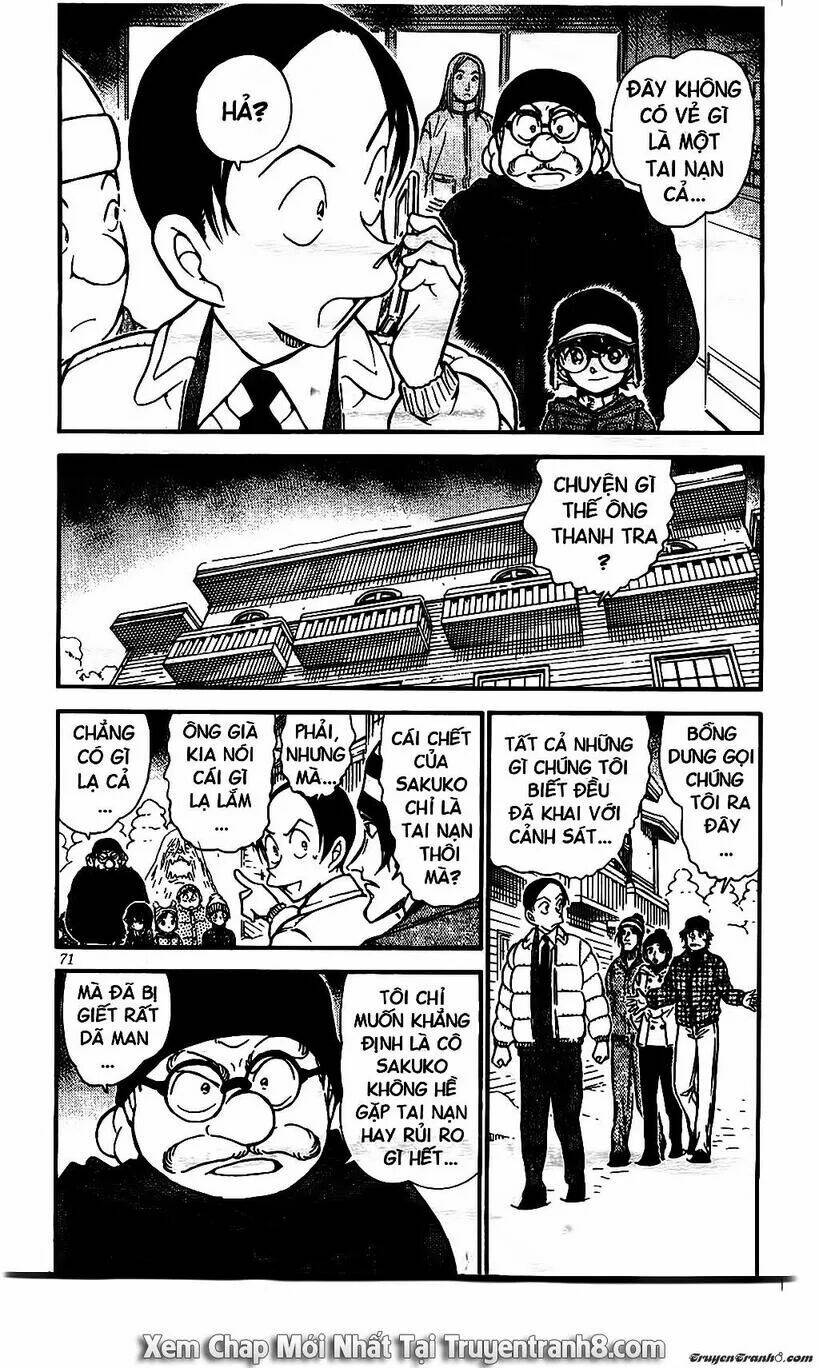 ĐÂY KHÔNG
CÓ VẺ GÌ
LÀ MỘT
TAI NẠN
CẢ...
HẢ?
CHUYỆN GÌ
THẾ ÔNG
THANH TRA
?
BỖNG
DƯNG GỌI
CHÚNG
TÔI RA
ĐÂY
...
TẤT CẢ NHỮNG
GÌ CHÚNG TÔI
BIẾT ĐỀU
ĐÃ KHAI VỚI
CẢNH SÁT...
CÁI CHẾT
CỦA
SAKUKO
CHỈ LÀ
TAI NẠN
THÔI
MÀ?
PHẢI,
NHƯNG
MÀ...
ÔNG GIÀ
KIA NÓI
CÁI GÌ
LẠ LẮM
...
CHẲNG
CÓ GÌ
LẠ CẢ
...
71
TÔI CHỈ
MUỐN KHẲNG
ĐỊNH LÀ CÔ
SAKUKO
KHÔNG HỀ
GẶP TAI NẠN
HAY RỦI RO
GÌ HẾT...
MÀ ĐÃ BỊ
GIẾT RẤT
DÃ MAN
...
Xem Chap Mới Nhất Tại Truyentranh8.com
TruyenTranh8.com